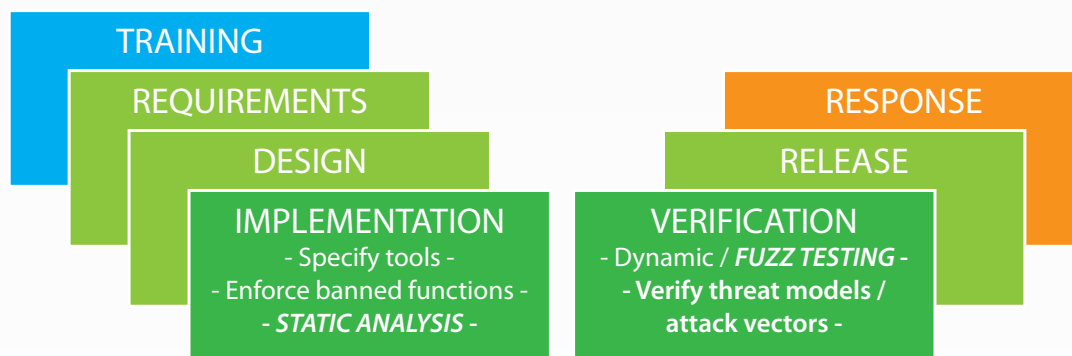 TRAINING
REQUIREMENTS
DESIGN
IMPLEMENTATION
- Specify tools -
- Enforce banned functions -
- STATIC ANALYSIS -
RESPONSE
RELEASE
VERIFICATION
- Dynamic / FUZZ TESTING -
- Verify threat models /
attack vectors -